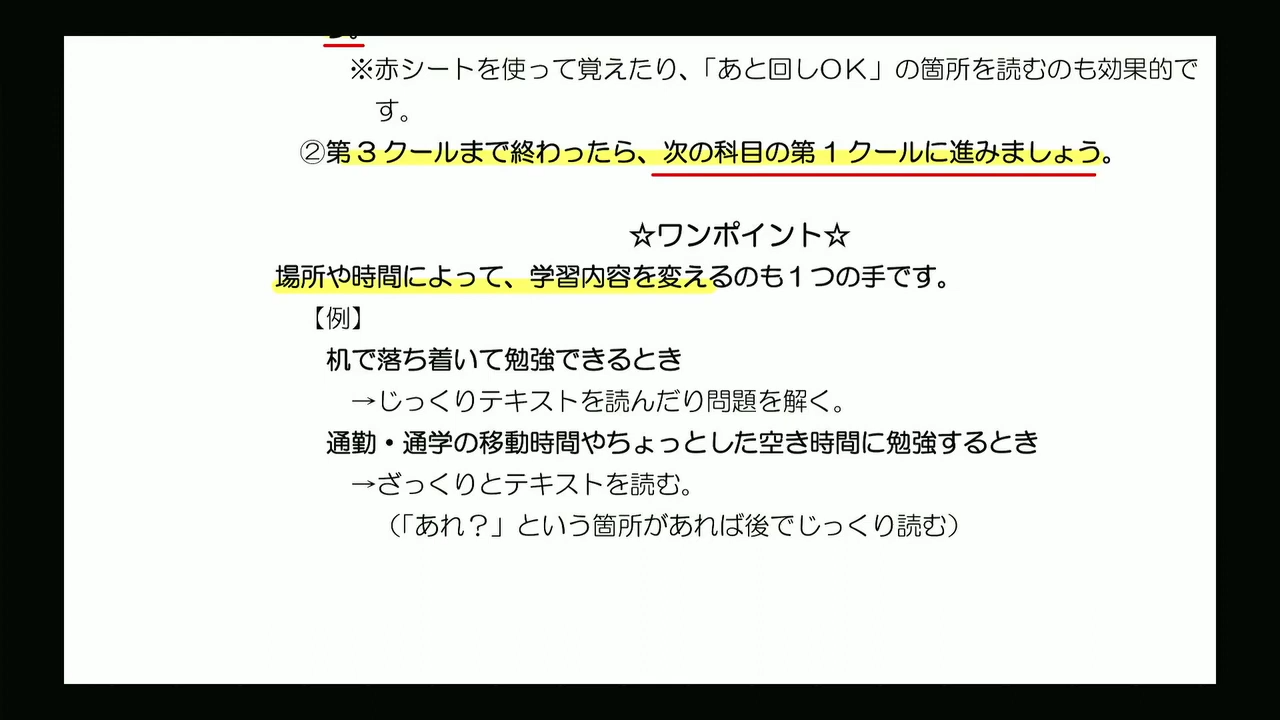 ※赤シートを使って覚えたり、「あと回しＯＫ」の箇所を読むのも効果的で
す。
②第３クールまで終わったら、次の科目の第１クールに進みましょう。
☆ワンポイント☆
場所や時間によって、学習内容を変えるのも１つの手です。
【例】
机で落ち着いて勉強できるとき
→じっくりテキストを読んだり問題を解く。
通勤・通学の移動時間やちょっとした空き時間に勉強するとき
→ざっくりとテキストを読む。
（「あれ？」という箇所があれば後でじっくり読む）